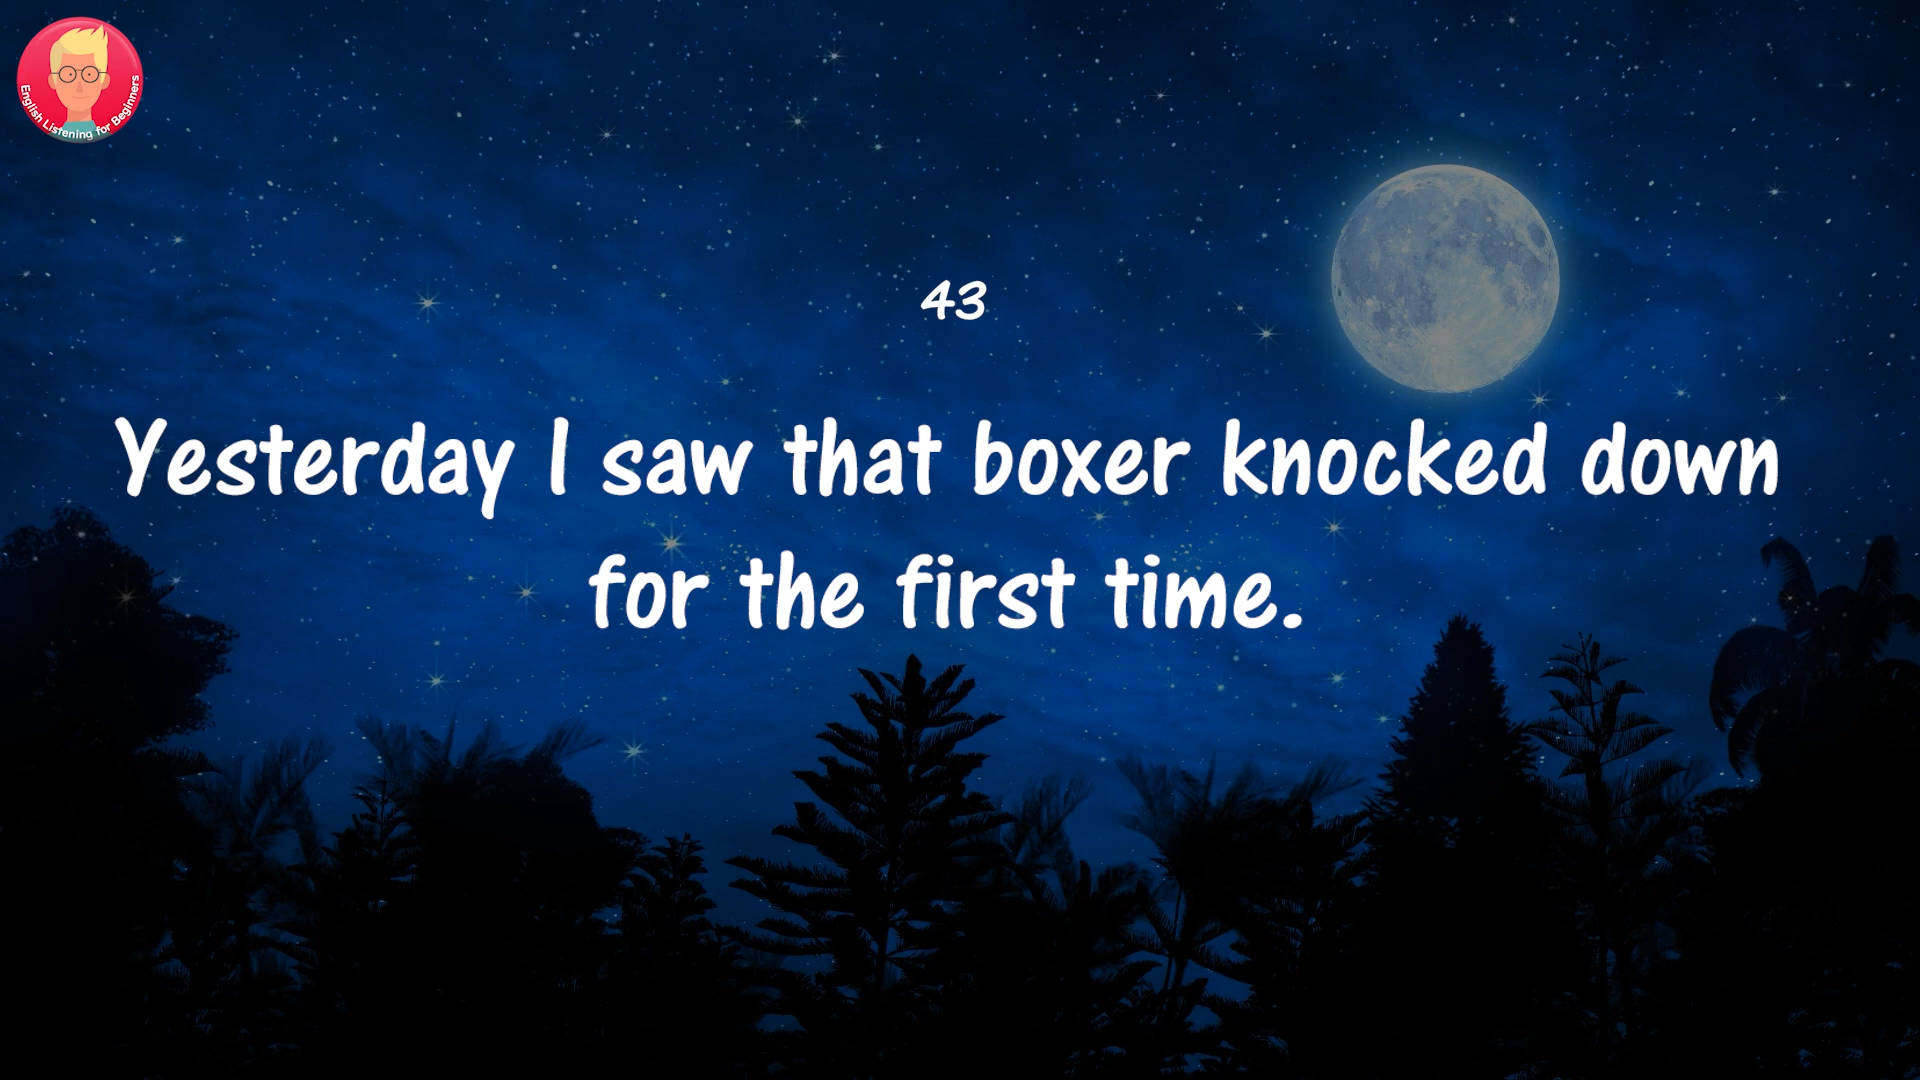 English Listening for Beginners
43
Yesterday I saw that boxer knocked down
for the first time.